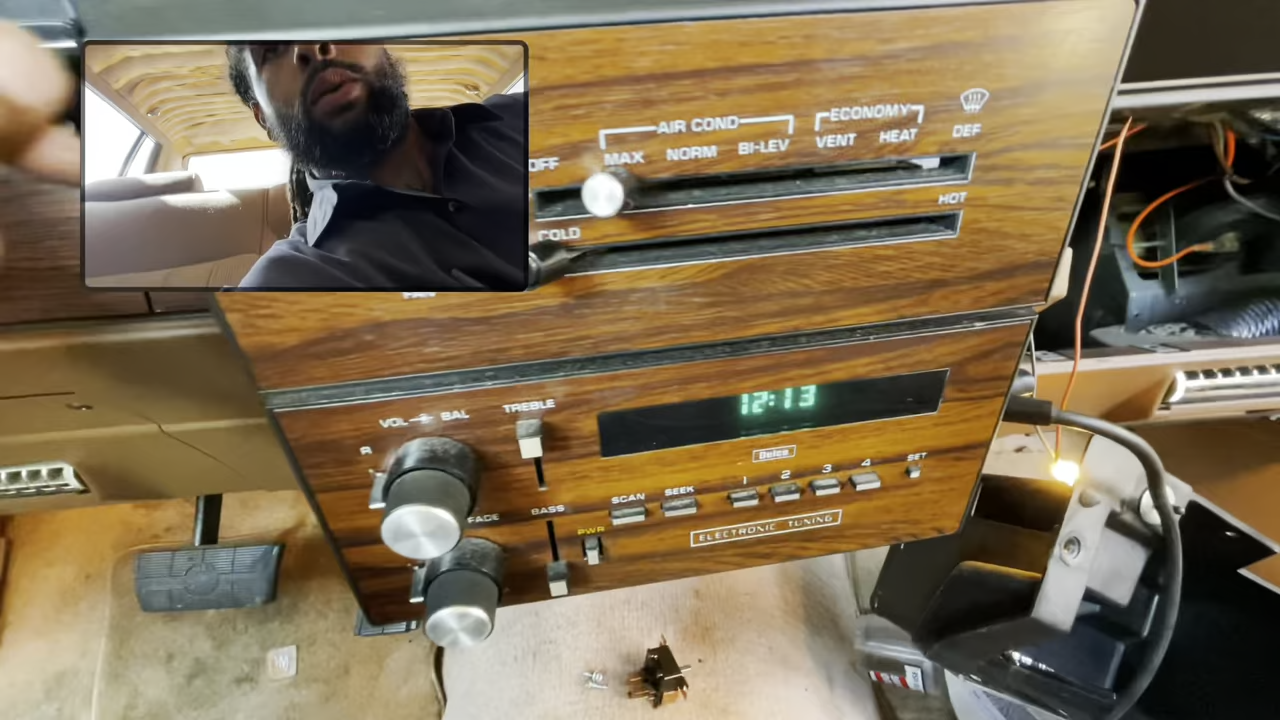 AIR COND
ECONOMY
OFF MAX NORM BI-LEV VENT HEAT DEF
HOT
COLD
FAN
VOL BAL TREBLE
12:13
R
Delco
FADE BASS SCAN SEEK 1 2 3 4 SET
PWR
ELECTRONIC TUNING